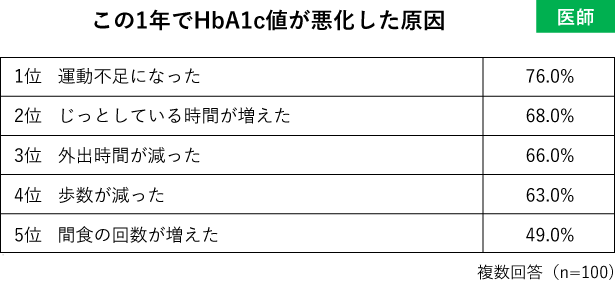 この1年でHbA1c値が悪化した原因
医師
1位 運動不足になった 76.0%
2位 じっとしている時間が増えた 68.0%
3位 外出時間が減った 66.0%
4位 歩数が減った 63.0%
5位 間食の回数が増えた 49.0%
複数回答（n=100）